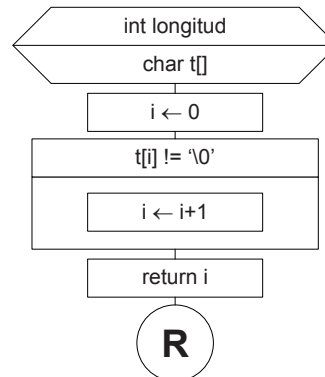 int longitud
char t[]
i ← 0
t[i] != ‘\0’
i ← i+1
return i
R